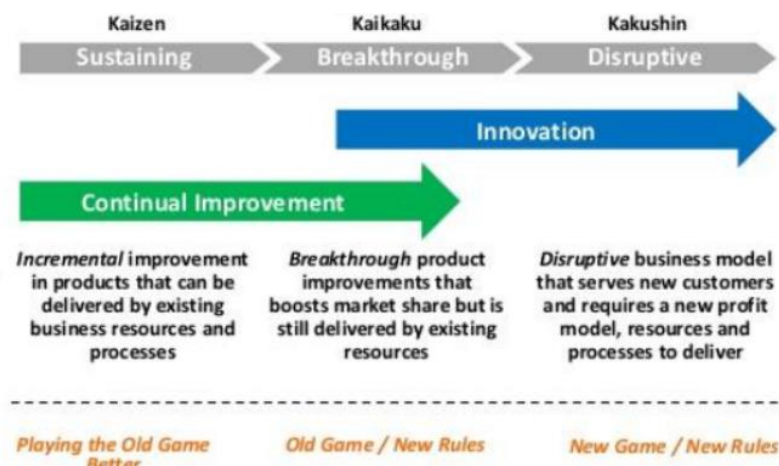 Kaizen Kaikaku Kakushin
Sustaining Breakthrough Disruptive
Innovation
Continual Improvement
Incremental improvement
in products that can be
delivered by existing
business resources and
processes
Breakthrough product
improvements that
boosts market share but is
still delivered by existing
resources
Disruptive business model
that serves new customers
and requires a new profit
model, resources and
processes to deliver
Playing the Old Game
Better
Old Game / New Rules
New Game / New Rules